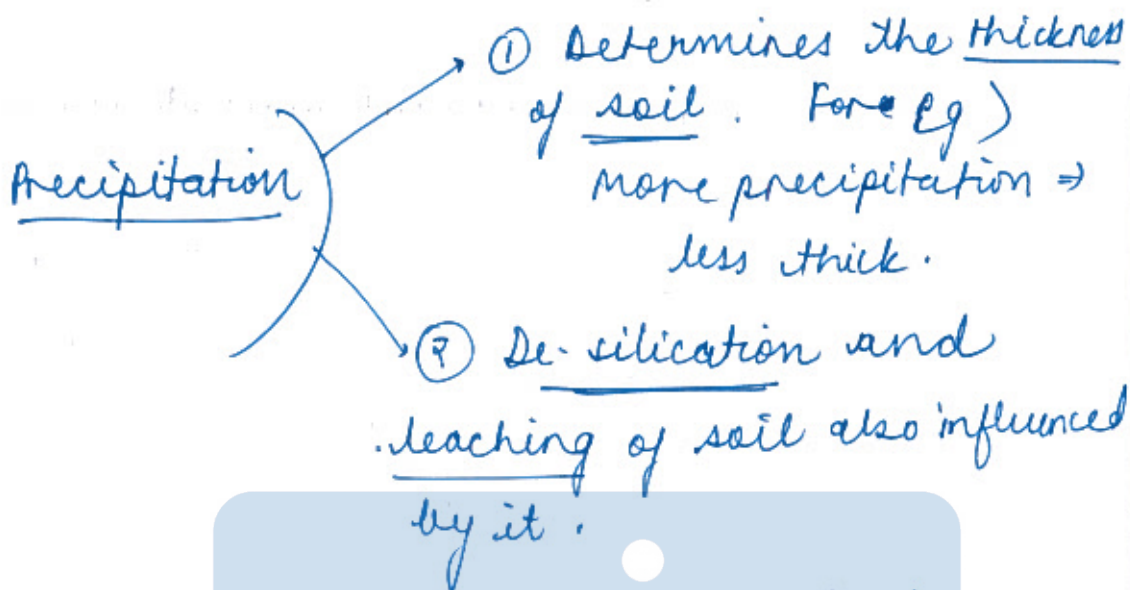 ① Determines the thickness
of soil. For eg)
Precipitation
more precipitation ⇒
less thick.
② De-silication and
leaching of soil also influenced
by it.